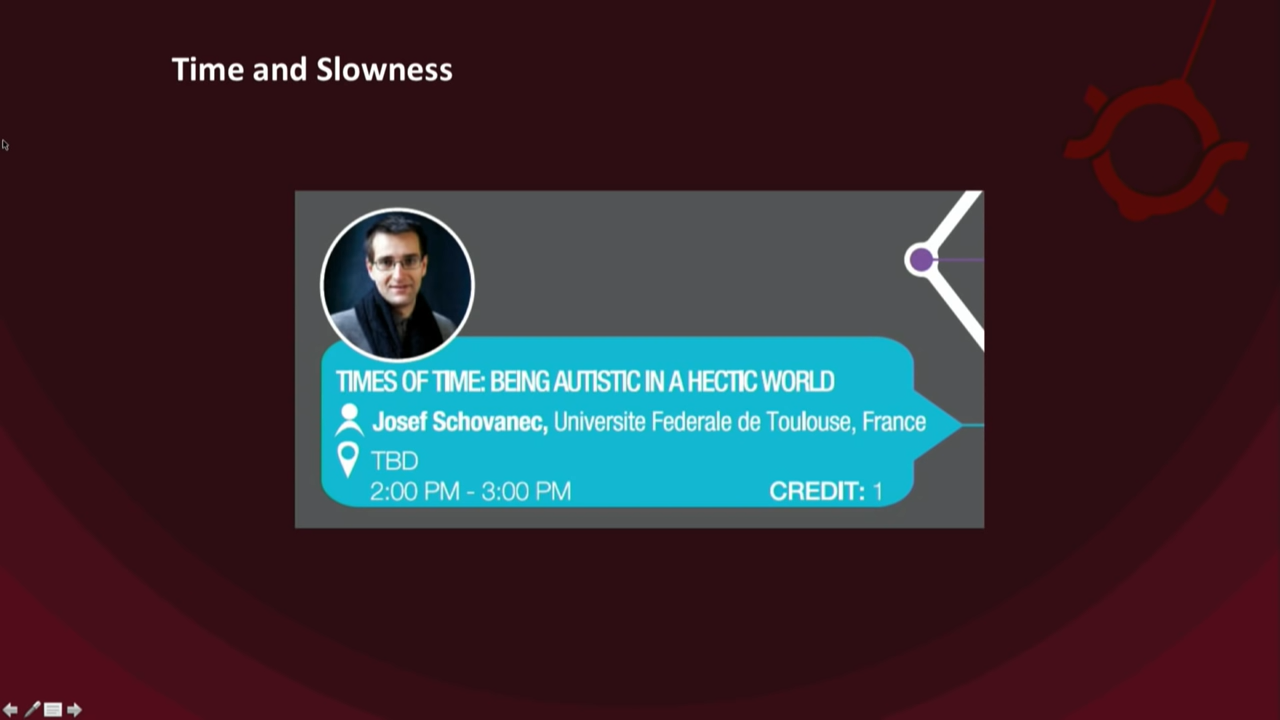 Time and Slowness
TIMES OF TIME: BEING AUTISTIC IN A HECTIC WORLD
Josef Schovanec, Universite Federale de Toulouse, France
TBD
2:00 PM - 3:00 PM CREDIT: 1